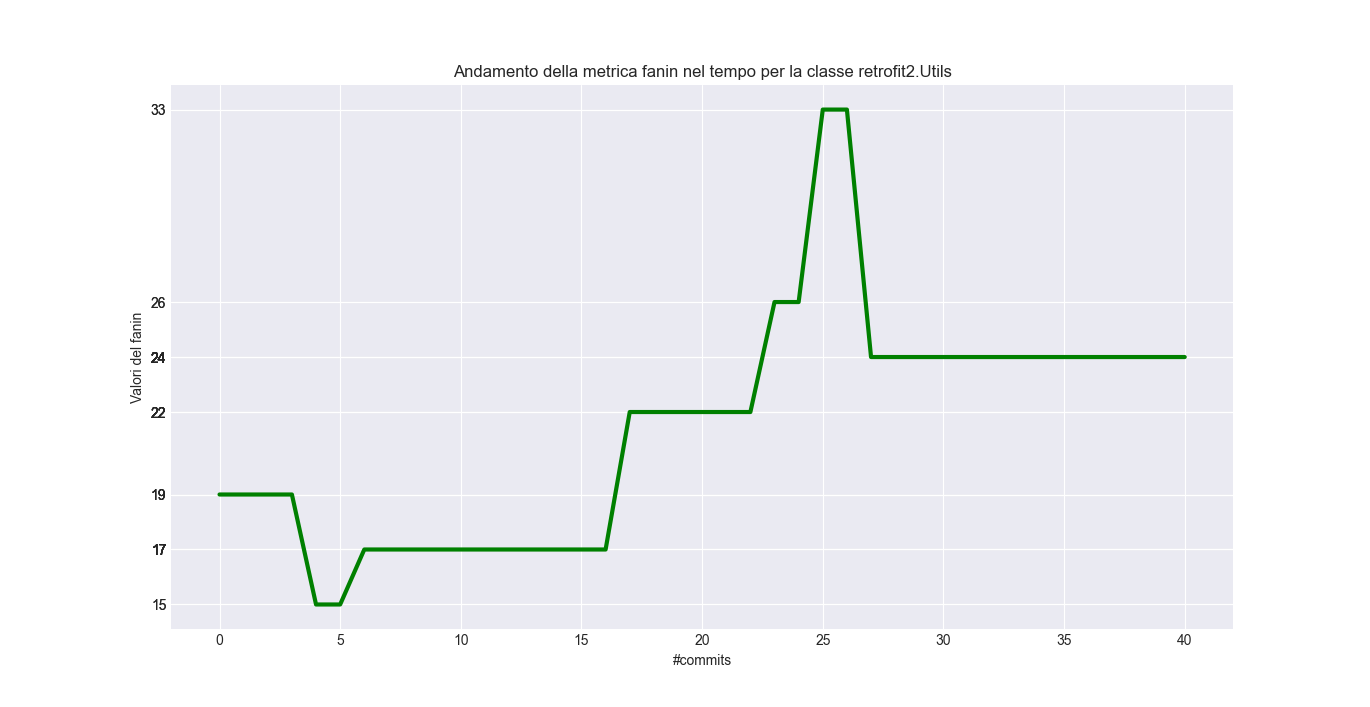 Andamento della metrica fanin nel tempo per la classe retrofit2.Utils
33
26
24
22
19
17
15
Valori del fanin
0 5 10 15 20 25 30 35 40
#commits